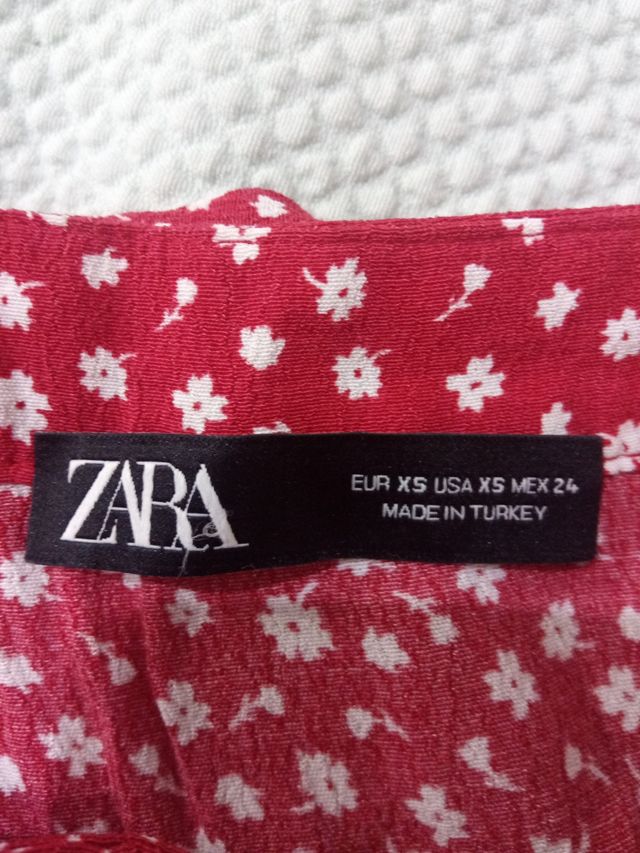 ZARA
EUR XS USA XS MEX 24
MADE IN TURKEY